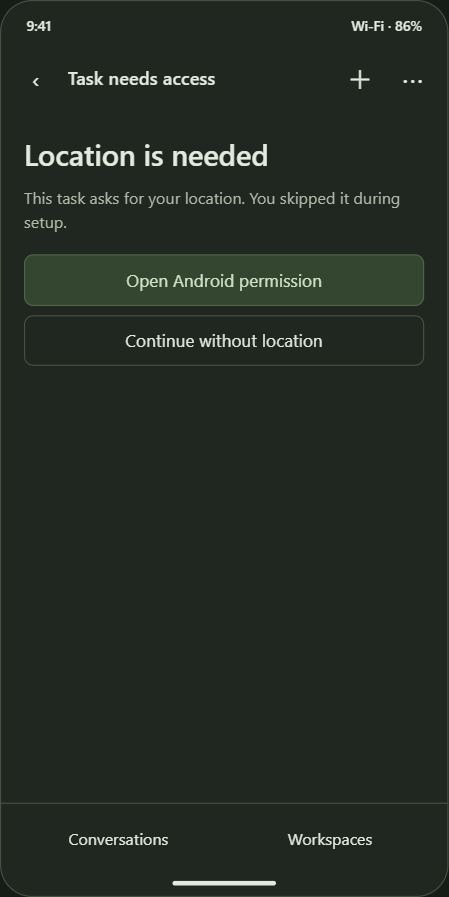 9:41
Wi-Fi · 86%
‹ Task needs access + ...
Location is needed
This task asks for your location. You skipped it during
setup.
Open Android permission
Continue without location
Conversations
Workspaces